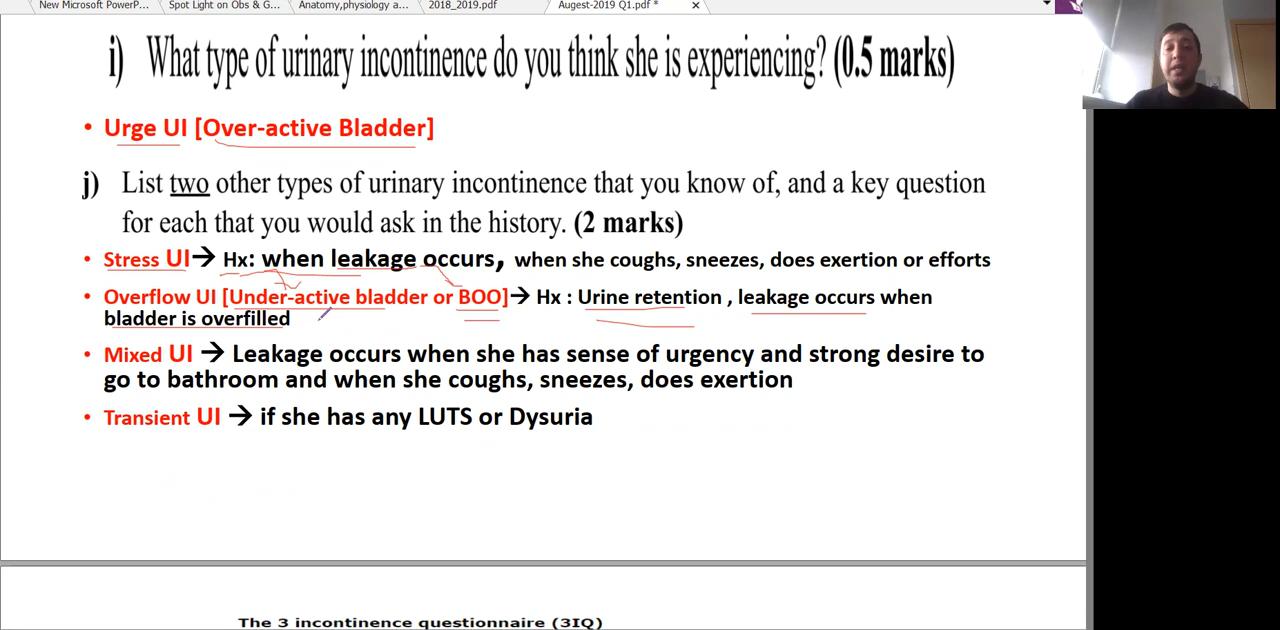 New Microsoft PowerP... Spot Light on Obs & G... Anatomy,physiology a... 2018_2019.pdf Augest-2019 Q1.pdf * ×
i) What type of urinary incontinence do you think she is experiencing? (0.5 marks)
• Urge UI [Over-active Bladder]
j) List two other types of urinary incontinence that you know of, and a key question
for each that you would ask in the history. (2 marks)
• Stress UI→ Hx: when leakage occurs, when she coughs, sneezes, does exertion or efforts
• Overflow UI [Under-active bladder or BOO]→ Hx : Urine retention , leakage occurs when
bladder is overfilled
• Mixed UI → Leakage occurs when she has sense of urgency and strong desire to
go to bathroom and when she coughs, sneezes, does exertion
• Transient UI → if she has any LUTS or Dysuria
The 3 incontinence questionnaire (3IQ)